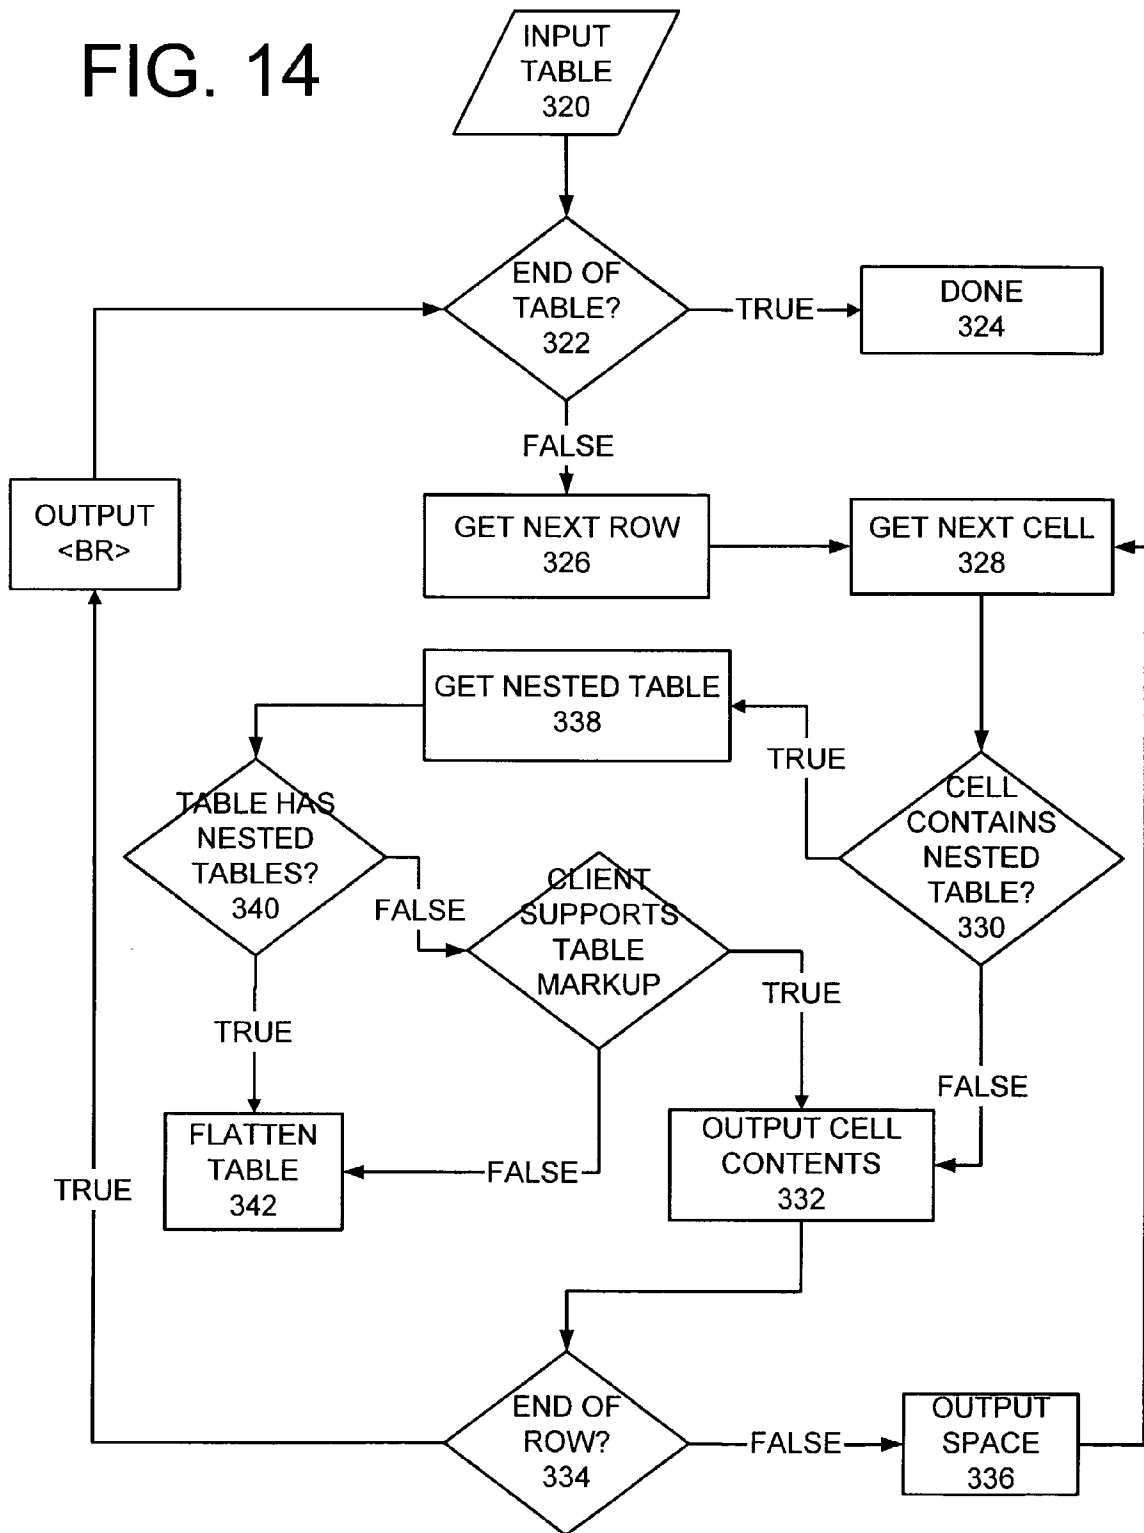 FIG. 14
INPUT
TABLE
320
END OF
TABLE?
322
TRUE
DONE
324
FALSE
OUTPUT
<BR>
GET NEXT ROW
326
GET NEXT CELL
328
GET NESTED TABLE
338
TRUE
CELL
CONTAINS
NESTED
TABLE?
330
TABLE HAS
NESTED
TABLES?
340
FALSE
CLIENT
SUPPORTS
TABLE
MARKUP
TRUE
TRUE
FALSE
FLATTEN
TABLE
342
FALSE
OUTPUT CELL
CONTENTS
332
TRUE
END OF
ROW?
334
FALSE
OUTPUT
SPACE
336